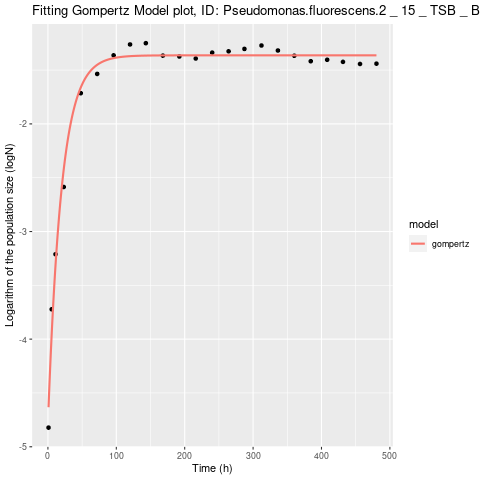 Fitting Gompertz Model plot, ID: Pseudomonas.fluorescens.2 _ 15 _ TSB _ B
Logarithm of the population size (logN)
-2
-3
-4
-5
0 100 200 300 400 500
Time (h)
model
gompertz